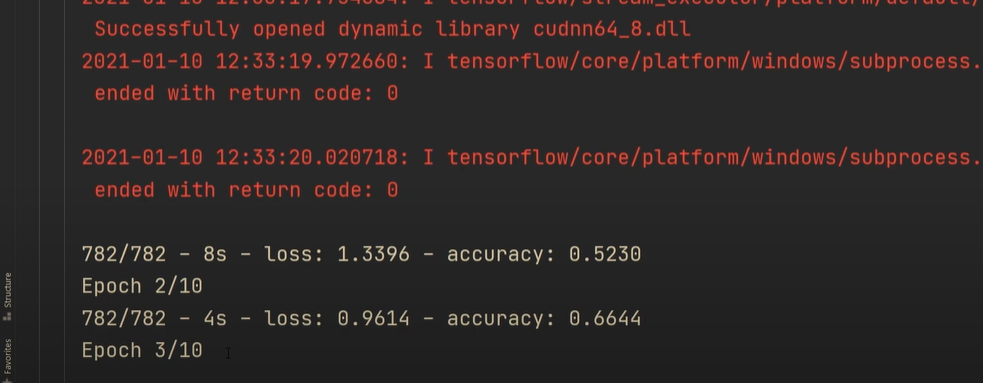 Successfully opened dynamic library cudnn64_8.dll
2021-01-10 12:33:19.972660: I tensorflow/core/platform/windows/subprocess.
ended with return code: 0
2021-01-10 12:33:20.020718: I tensorflow/core/platform/windows/subprocess.
ended with return code: 0
782/782 - 8s - loss: 1.3396 - accuracy: 0.5230
Epoch 2/10
782/782 - 4s - loss: 0.9614 - accuracy: 0.6644
Epoch 3/10
Structure
Favorites